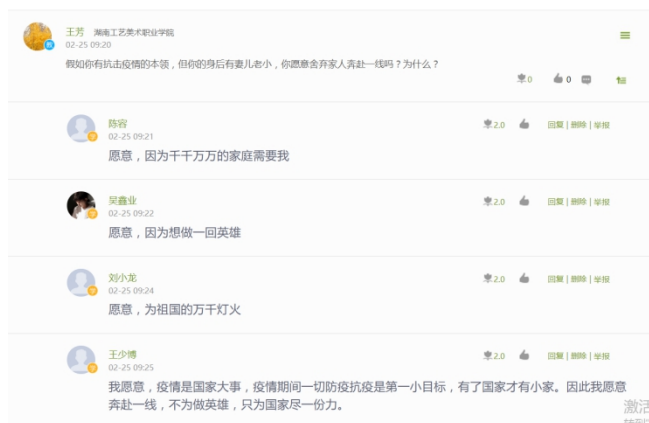 王芳 湖南工艺美术职业学院
教
02-25 09:20
假如你有抗击疫情的本领，但你的身后有妻儿老小，你愿意舍弃家人奔赴一线吗？为什么？
0 0
陈容 2.0 回复 | 删除 | 举报
学
02-25 09:21
愿意，因为千千万万的家庭需要我
吴鑫业 2.0 回复 | 删除 | 举报
学
02-25 09:22
愿意，因为想做一回英雄
刘小龙 2.0 回复 | 删除 | 举报
学
02-25 09:24
愿意，为祖国的万千灯火
王少博 2.0 回复 | 删除 | 举报
学
02-25 09:25
我愿意，疫情是国家大事，疫情期间一切防疫抗疫是第一小目标，有了国家才有小家。因此我愿意
奔赴一线，不为做英雄，只为国家尽一份力。
激活